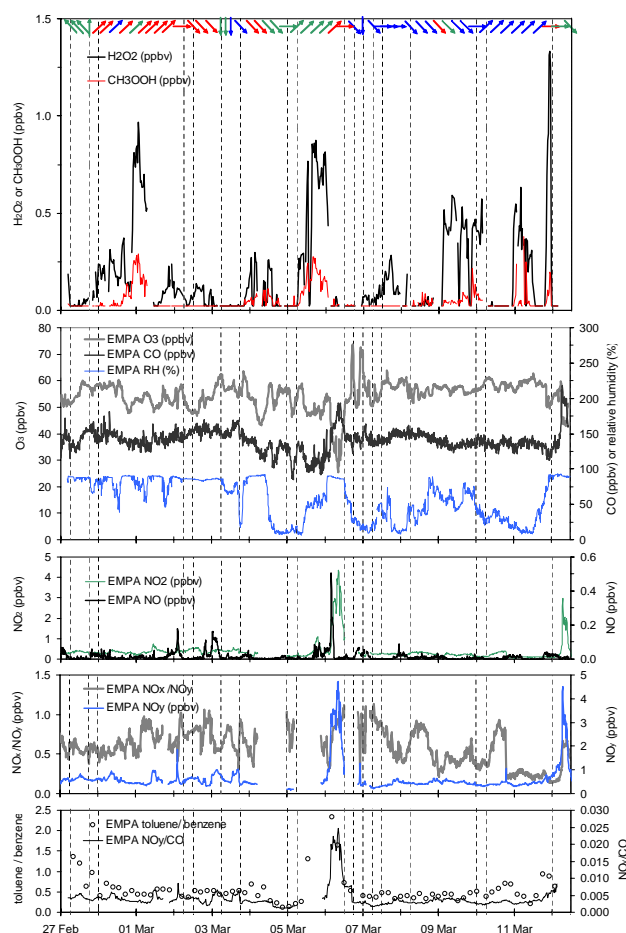 1.5
H2O2 (ppbv)
CH3OOH (ppbv)
1.0
0.5
0.0
H2O2 or CH3OOH (ppbv)
80
70
60
50
40
30
20
10
0
O3 (ppbv)
EMPA O3 (ppbv)
EMPA CO (ppbv)
EMPA RH (%)
300
250
200
150
100
50
0
CO (ppbv) or relative humidity (%)
5
4
3
2
1
0
NO2 (ppbv)
EMPA NO2 (ppbv)
EMPA NO (ppbv)
0.6
0.4
0.2
0.0
NO (ppbv)
1.5
1.0
0.5
0.0
NOx/NOy
EMPA NOx/NOy
EMPA NOy (ppbv)
5
4
3
2
1
0
NOy (ppbv)
2.5
2.0
1.5
1.0
0.5
0.0
toluene / benzene
EMPA toluene/benzene
EMPA NOy/CO
0.030
0.025
0.020
0.015
0.010
0.005
0.000
NOy/CO
27 Feb 01 Mar 03 Mar 05 Mar 07 Mar 09 Mar 11 Mar